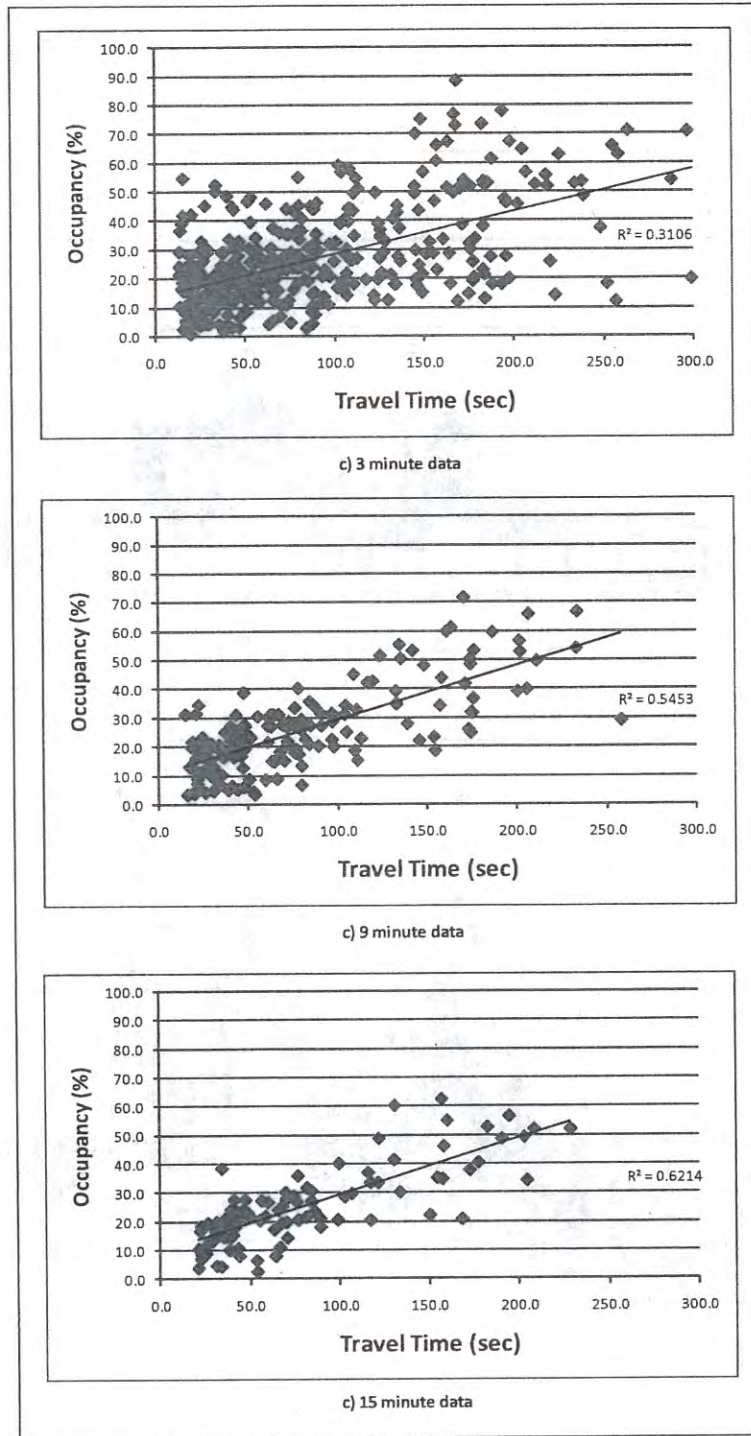 100.0
90.0
80.0
70.0
60.0
50.0
40.0
30.0
20.0
10.0
0.0
Occupancy (%)
R² = 0.3106
0.0 50.0 100.0 150.0 200.0 250.0 300.0
Travel Time (sec)
c) 3 minute data
100.0
90.0
80.0
70.0
60.0
50.0
40.0
30.0
20.0
10.0
0.0
Occupancy (%)
R² = 0.5453
0.0 50.0 100.0 150.0 200.0 250.0 300.0
Travel Time (sec)
c) 9 minute data
100.0
90.0
80.0
70.0
60.0
50.0
40.0
30.0
20.0
10.0
0.0
Occupancy (%)
R² = 0.6214
0.0 50.0 100.0 150.0 200.0 250.0 300.0
Travel Time (sec)
c) 15 minute data